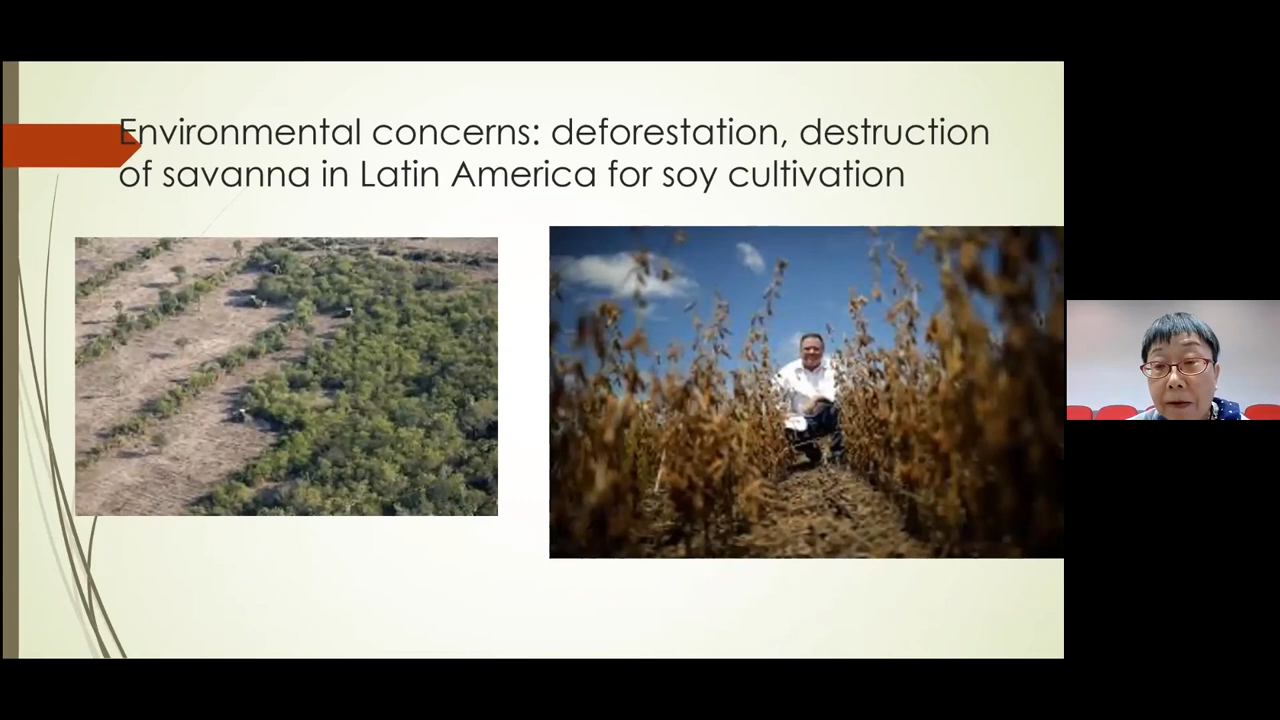 Environmental concerns: deforestation, destruction
of savanna in Latin America for soy cultivation